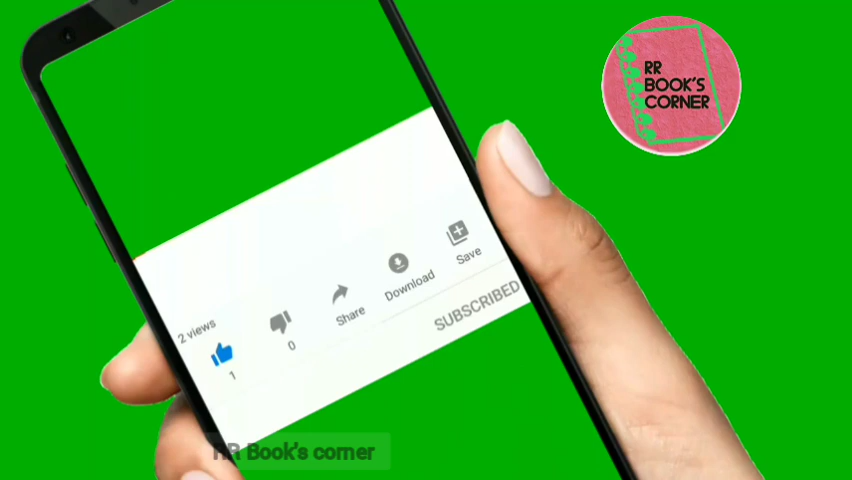 RR
BOOK'S
CORNER
2 views
1
0
Share
Download
Save
SUBSCRIBED
RR Book's corner